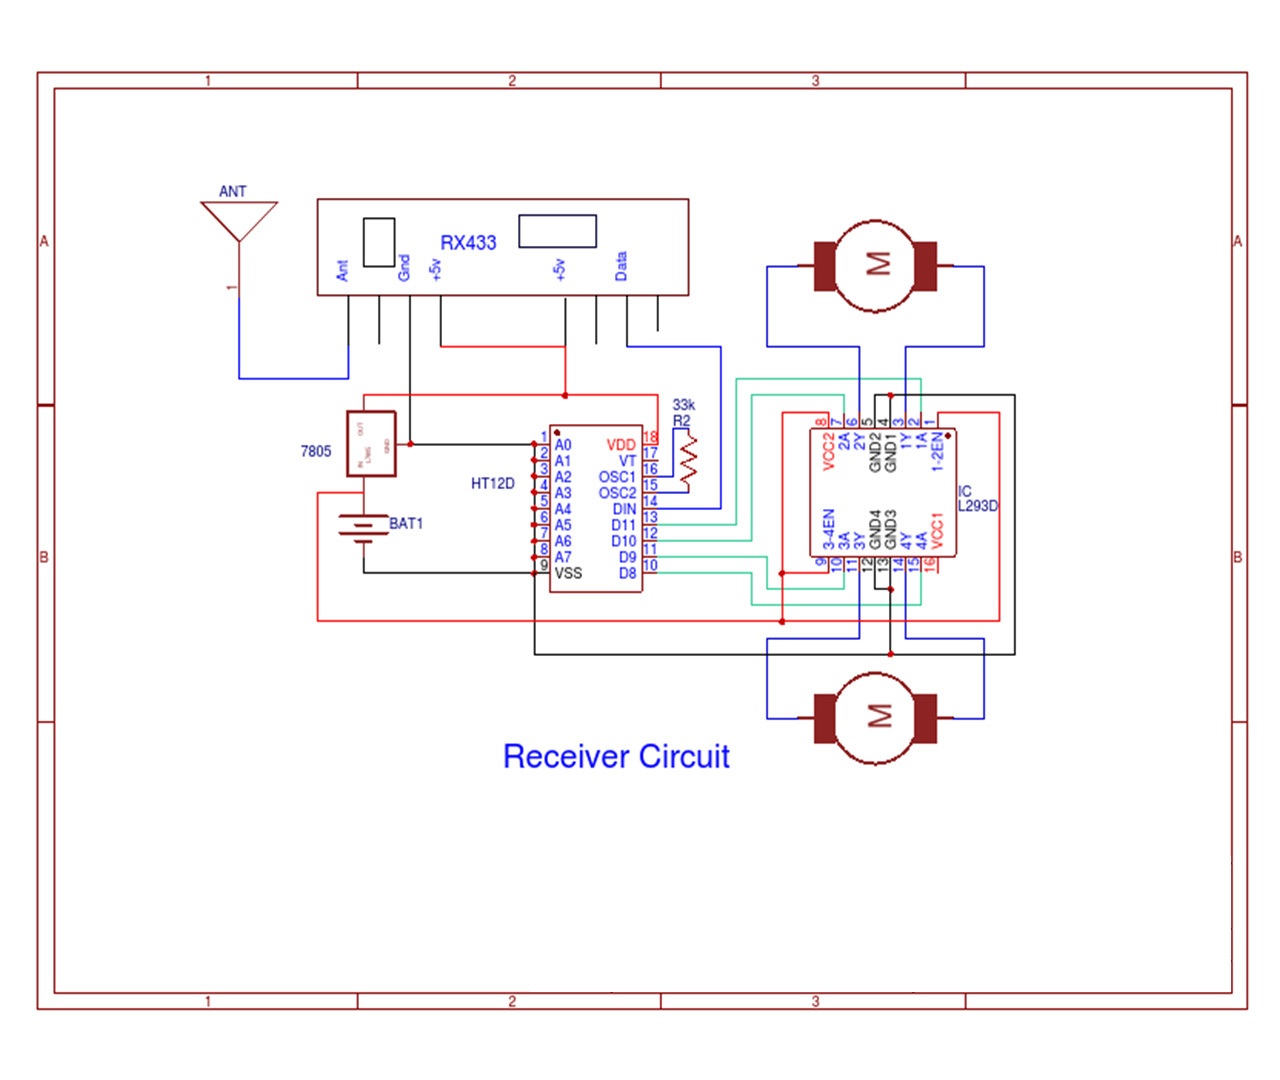 1 2 3
A A
ANT
1
RX433
Ant Gnd +5v +5v Data
M
33k
R2
7805
OUT
IN
GND
BAT1
HT12D
1 A0 VDD 18
2 A1 VT 17
3 A2 OSC1 16
4 A3 OSC2 15
5 A4 DIN 14
6 A5 D11 13
7 A6 D10 12
8 A7 D9 11
9 VSS D8 10
8 7 6 5 4 3 2 1
VCC2 2A 2Y GND2 GND1 1Y 1A 1-2EN
IC
L293D
3-4EN 3A 3Y GND4 GND3 4Y 4A VCC1
9 10 11 12 13 14 15 16
B B
M
Receiver Circuit
1 2 3